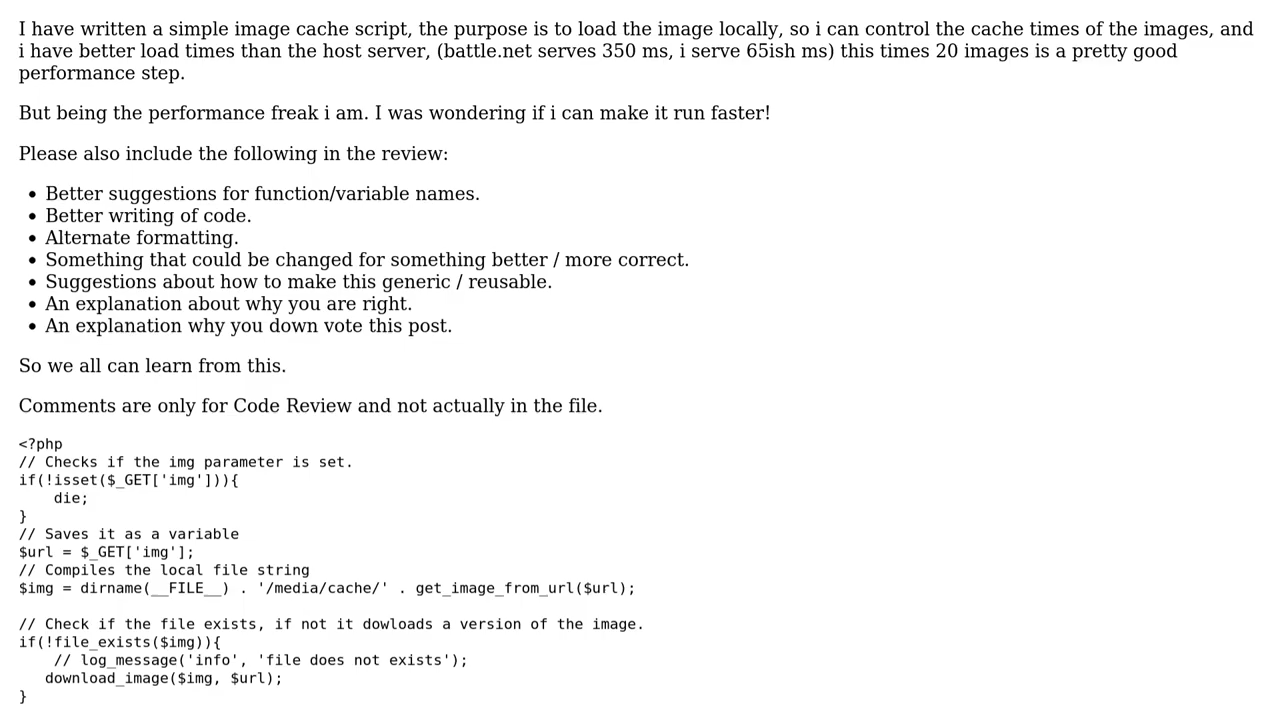 I have written a simple image cache script, the purpose is to load the image locally, so i can control the cache times of the images, and
i have better load times than the host server, (battle.net serves 350 ms, i serve 65ish ms) this times 20 images is a pretty good
performance step.
But being the performance freak i am. I was wondering if i can make it run faster!
Please also include the following in the review:
• Better suggestions for function/variable names.
• Better writing of code.
• Alternate formatting.
• Something that could be changed for something better / more correct.
• Suggestions about how to make this generic / reusable.
• An explanation about why you are right.
• An explanation why you down vote this post.
So we all can learn from this.
Comments are only for Code Review and not actually in the file.
<?php
// Checks if the img parameter is set.
if(!isset($_GET['img'])){
    die;
}
// Saves it as a variable
$url = $_GET['img'];
// Compiles the local file string
$img = dirname(__FILE__) . '/media/cache/' . get_image_from_url($url);
// Check if the file exists, if not it dowloads a version of the image.
if(!file_exists($img)){
    // log_message('info', 'file does not exists');
   download_image($img, $url);
}